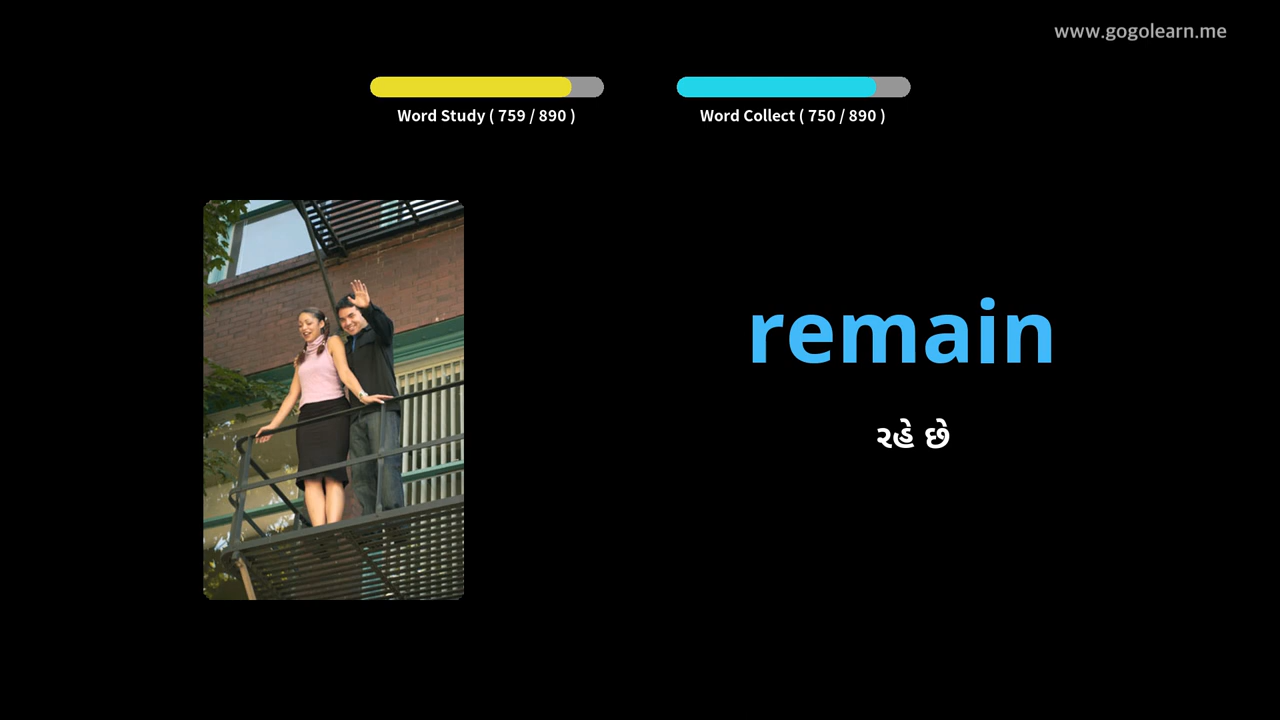 www.gogolearn.me
Word Study ( 759 / 890 )
Word Collect ( 750 / 890 )
remain
રહે છે